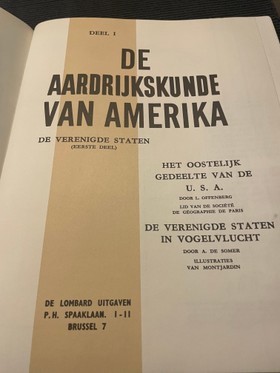 DEEL I
DE
AARDRIJKSKUNDE
VAN AMERIKA
DE VERENIGDE STATEN
(EERSTE DEEL)
HET OOSTELIJK
GEDEELTE VAN DE
U. S. A.
DOOR L. OFFENBERG
LID VAN DE SOCIÉTÉ
DE GÉOGRAPHIE DE PARIS
DE VERENIGDE STATEN
IN VOGELVLUCHT
DOOR A. DE SOMER
ILLUSTRATIES
VAN MONTJARDIN
DE LOMBARD UITGAVEN
P. H. SPAAKLAAN. 1-11
BRUSSEL 7